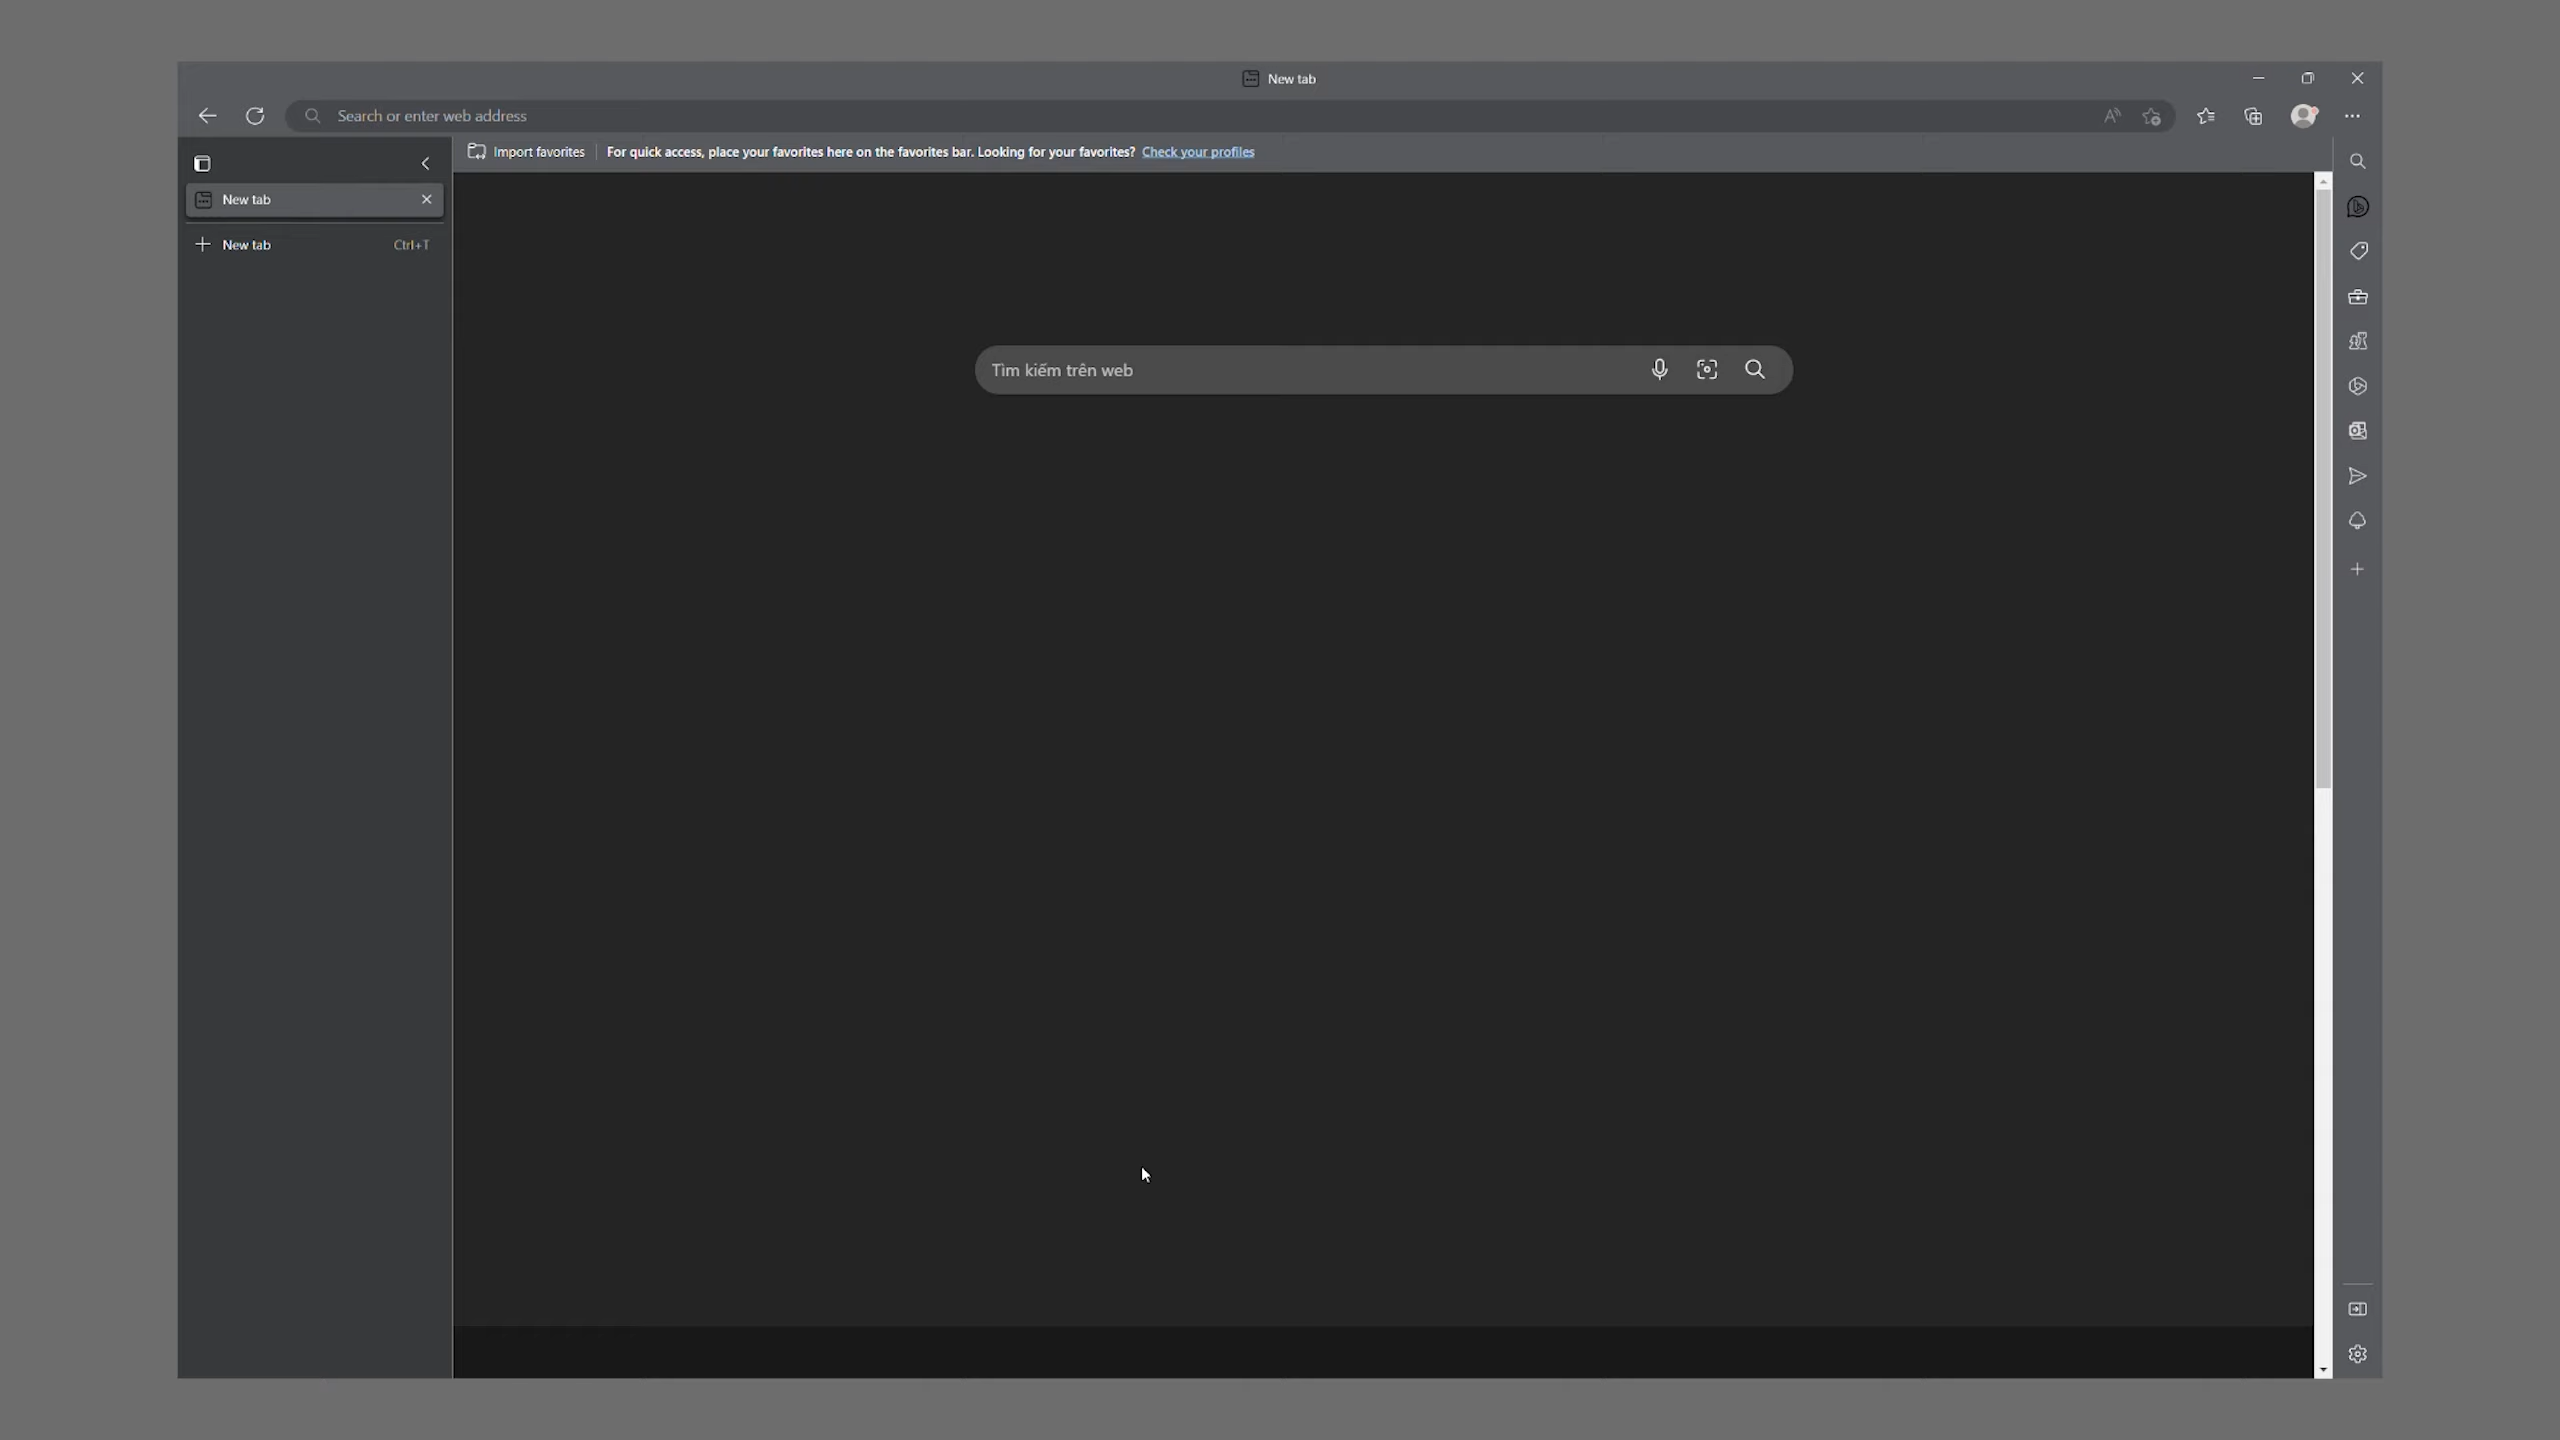 New tab
Search or enter web address
Import favorites
For quick access, place your favorites here on the favorites bar. Looking for your favorites? Check your profiles
New tab
New tab Ctrl+T
Tìm kiếm trên web